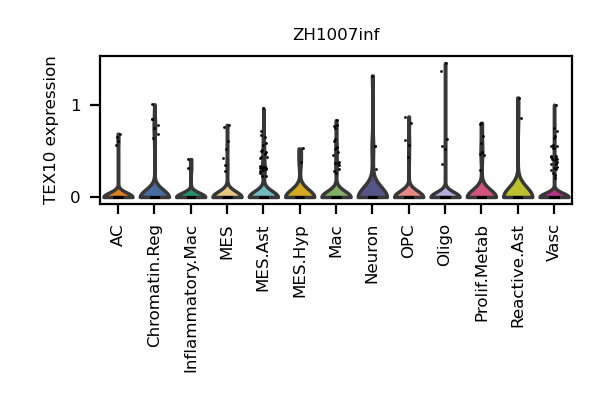 ZH1007inf
TEX10 expression
1
0
AC
Chromatin.Reg
Inflammatory.Mac
MES
MES.Ast
MES.Hyp
Mac
Neuron
OPC
Oligo
Prolif.Metab
Reactive.Ast
Vasc